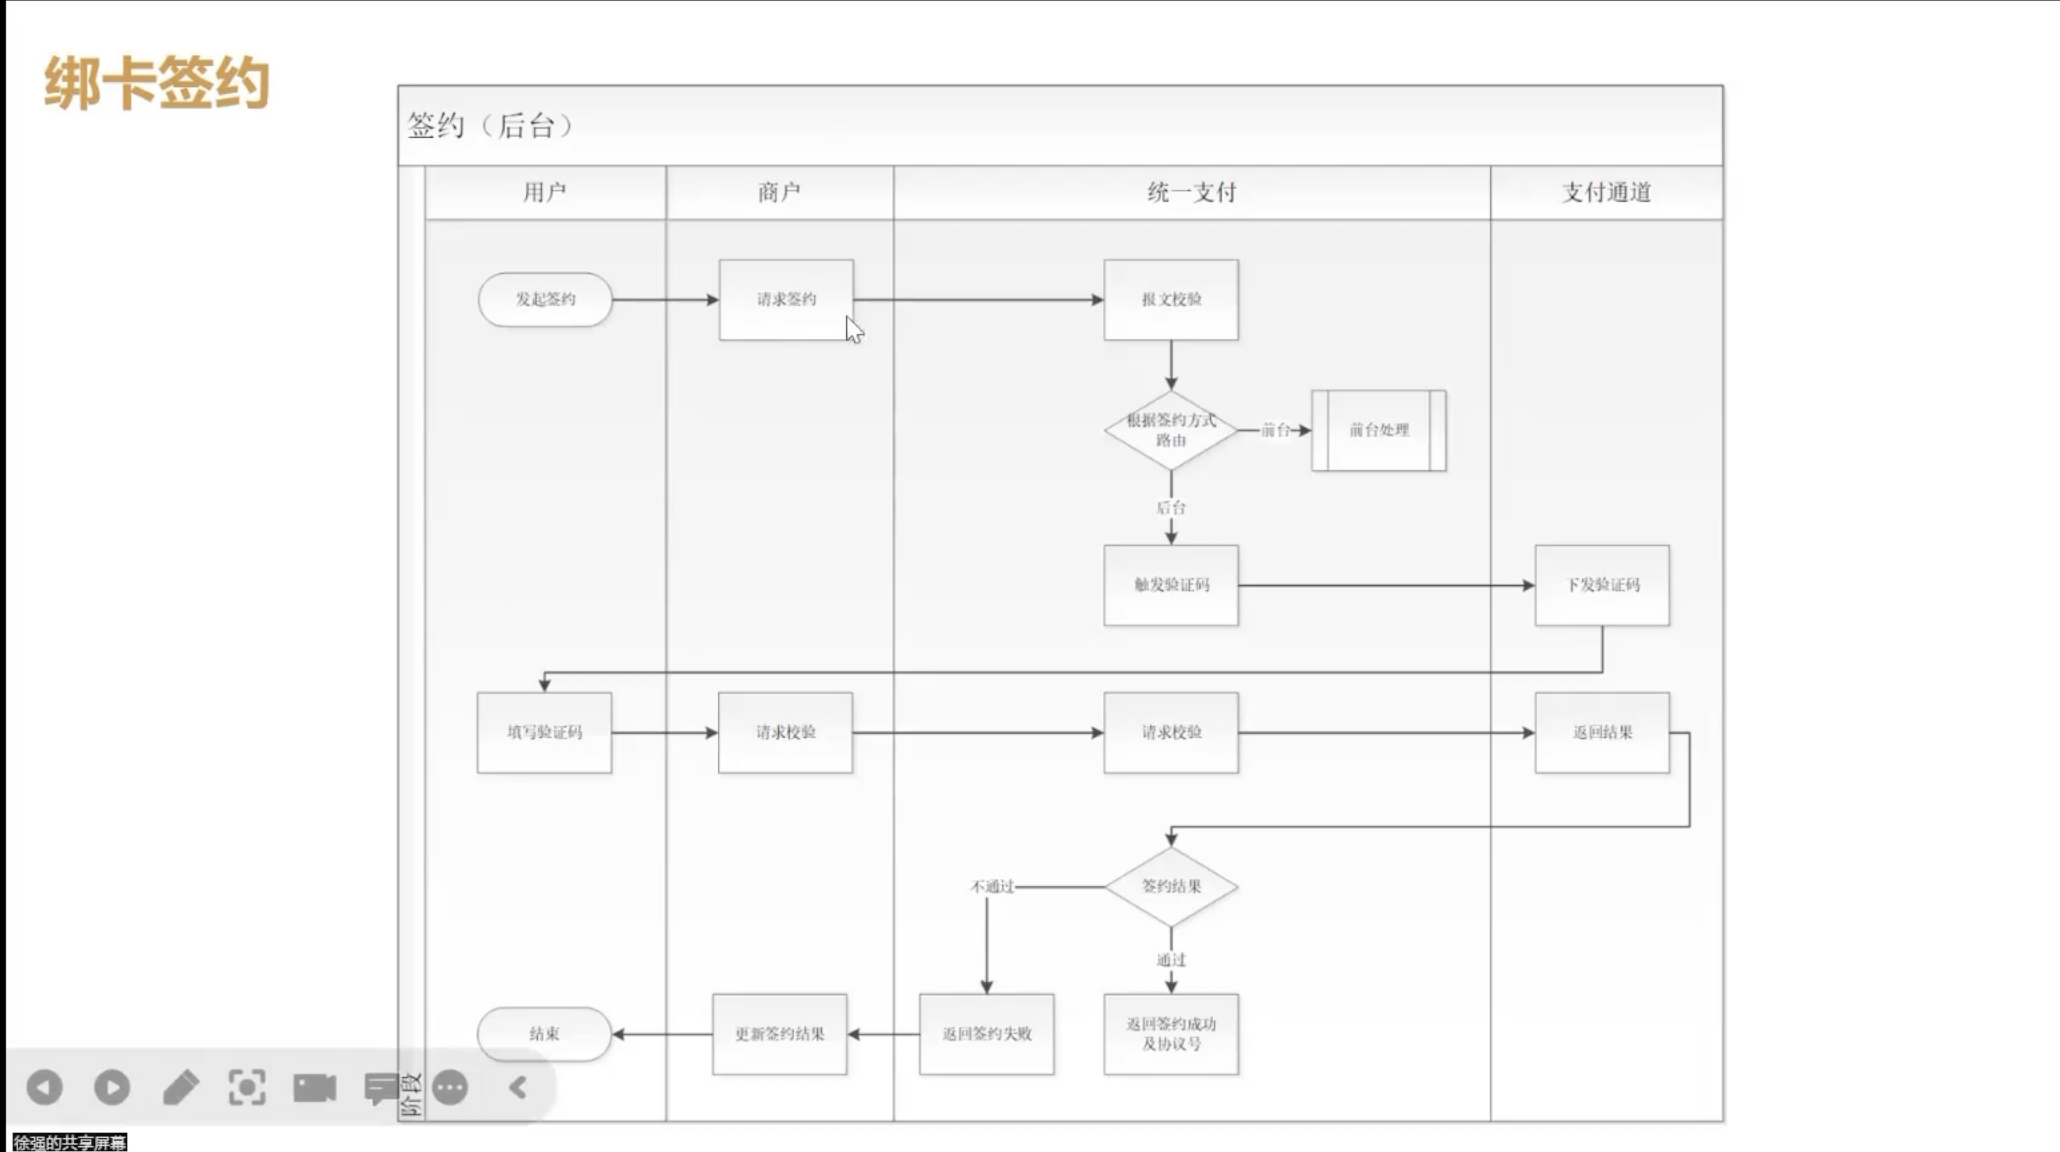 绑卡签约
签约（后台）
用户
商户
统一支付
支付通道
发起签约
请求签约
报文校验
根据签约方式
路由
前台
前台处理
后台
触发验证码
下发验证码
填写验证码
请求校验
请求校验
返回结果
签约结果
不通过
通过
结束
更新签约结果
返回签约失败
返回签约成功
及协议号
阶段
徐强的共享屏幕